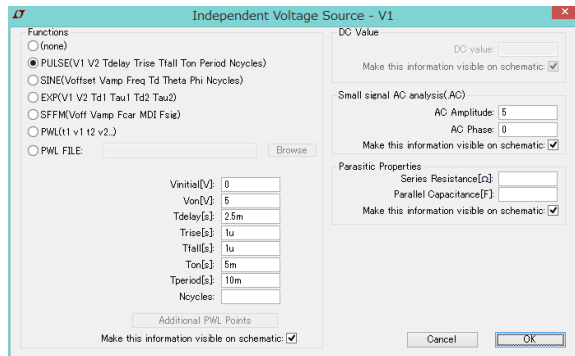 Independent Voltage Source - V1
Functions
(none)
PULSE(V1 V2 Tdelay Trise Tfall Ton Period Ncycles)
SINE(Voffset Vamp Freq Td Theta Phi Ncycles)
EXP(V1 V2 Td1 Tau1 Td2 Tau2)
SFFM(Voff Vamp Fcar MDI Fsig)
PWL(t1 v1 t2 v2..)
PWL FILE:
Browse
Vinitial[V]: 0
Von[V]: 5
Tdelay[s]: 2.5m
Trise[s]: 1u
Tfall[s]: 1u
Ton[s]: 5m
Tperiod[s]: 10m
Ncycles:
Additional PWL Points
Make this information visible on schematic:
DC Value
DC value:
Make this information visible on schematic:
Small signal AC analysis(.AC)
AC Amplitude: 5
AC Phase: 0
Make this information visible on schematic:
Parasitic Properties
Series Resistance[Ω]:
Parallel Capacitance[F]:
Make this information visible on schematic:
Cancel
OK